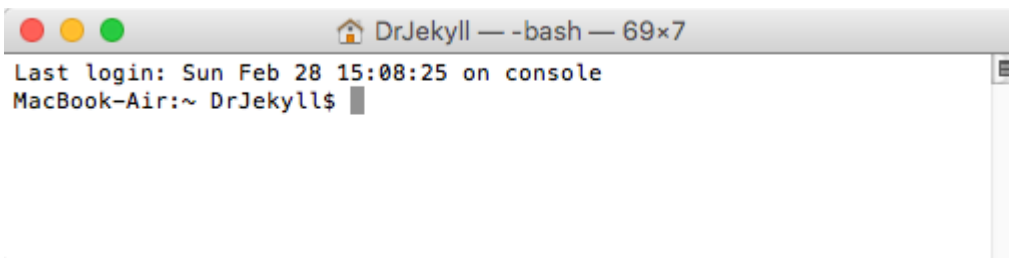 DrJekyll — -bash — 69×7
Last login: Sun Feb 28 15:08:25 on console
MacBook-Air:~ DrJekyll$